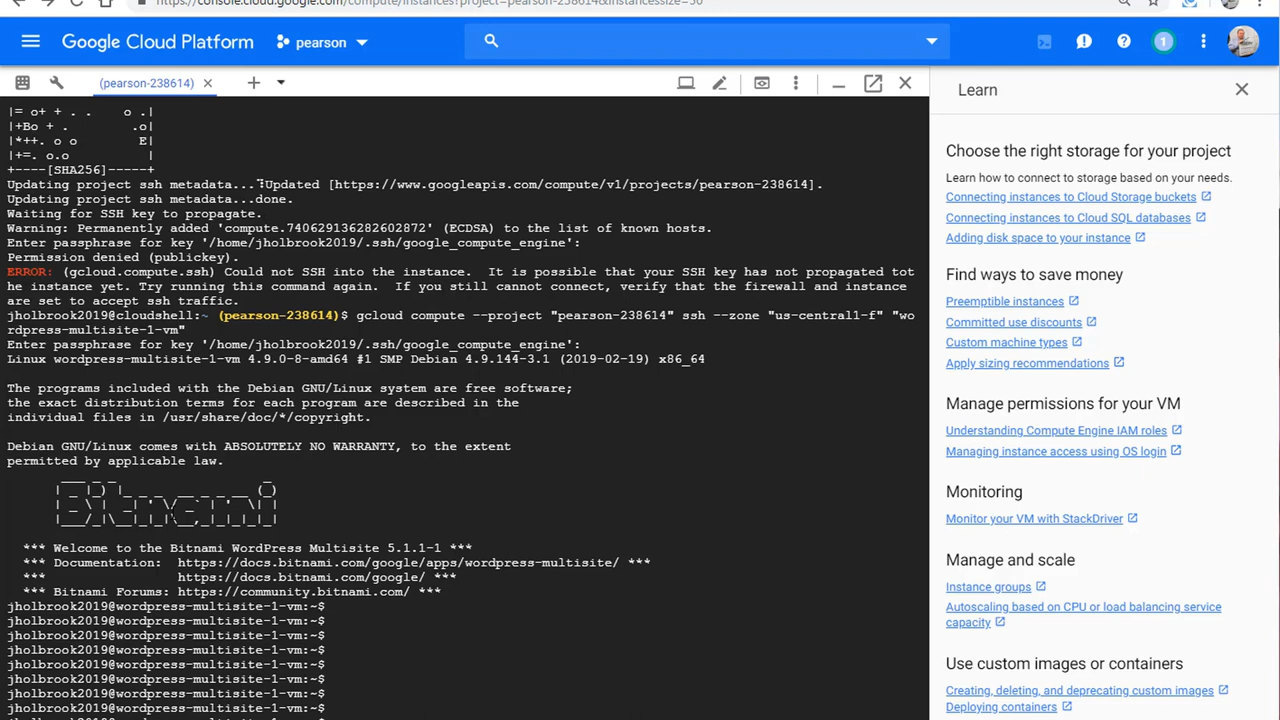 https://console.cloud.google.com/compute/instances?project=pearson-238614&instancessize=50
Google Cloud Platform
pearson
1
(pearson-238614)
|= o+ + . .     o .|
|+Bo + .       .o|
|*++. o o       E|
|+=. o.o         |
+----[SHA256]-----+
Updating project ssh metadata...⠹Updated [https://www.googleapis.com/compute/v1/projects/pearson-238614].
Updating project ssh metadata...done.
Waiting for SSH key to propagate.
Warning: Permanently added 'compute.740629136282602872' (ECDSA) to the list of known hosts.
Enter passphrase for key '/home/jholbrook2019/.ssh/google_compute_engine':
Permission denied (publickey).
ERROR: (gcloud.compute.ssh) Could not SSH into the instance.  It is possible that your SSH key has not propagated tot
he instance yet. Try running this command again.  If you still cannot connect, verify that the firewall and instance
are set to accept ssh traffic.
jholbrook2019@cloudshell:~ (pearson-238614)$ gcloud compute --project "pearson-238614" ssh --zone "us-central1-f" "wo
rdpress-multisite-1-vm"
Enter passphrase for key '/home/jholbrook2019/.ssh/google_compute_engine':
Linux wordpress-multisite-1-vm 4.9.0-8-amd64 #1 SMP Debian 4.9.144-3.1 (2019-02-19) x86_64
The programs included with the Debian GNU/Linux system are free software;
the exact distribution terms for each program are described in the
individual files in /usr/share/doc/*/copyright.
Debian GNU/Linux comes with ABSOLUTELY NO WARRANTY, to the extent
permitted by applicable law.
Bitnami
*** Welcome to the Bitnami WordPress Multisite 5.1.1-1 ***
*** Documentation:  https://docs.bitnami.com/google/apps/wordpress-multisite/ ***
***                 https://docs.bitnami.com/google/ ***
*** Bitnami Forums: https://community.bitnami.com/ ***
jholbrook2019@wordpress-multisite-1-vm:~$
jholbrook2019@wordpress-multisite-1-vm:~$
jholbrook2019@wordpress-multisite-1-vm:~$
jholbrook2019@wordpress-multisite-1-vm:~$
jholbrook2019@wordpress-multisite-1-vm:~$
jholbrook2019@wordpress-multisite-1-vm:~$
jholbrook2019@wordpress-multisite-1-vm:~$
jholbrook2019@wordpress-multisite-1-vm:~$
Learn
Choose the right storage for your project
Learn how to connect to storage based on your needs.
Connecting instances to Cloud Storage buckets
Connecting instances to Cloud SQL databases
Adding disk space to your instance
Find ways to save money
Preemptible instances
Committed use discounts
Custom machine types
Apply sizing recommendations
Manage permissions for your VM
Understanding Compute Engine IAM roles
Managing instance access using OS login
Monitoring
Monitor your VM with StackDriver
Manage and scale
Instance groups
Autoscaling based on CPU or load balancing service
capacity
Use custom images or containers
Creating, deleting, and deprecating custom images
Deploying containers